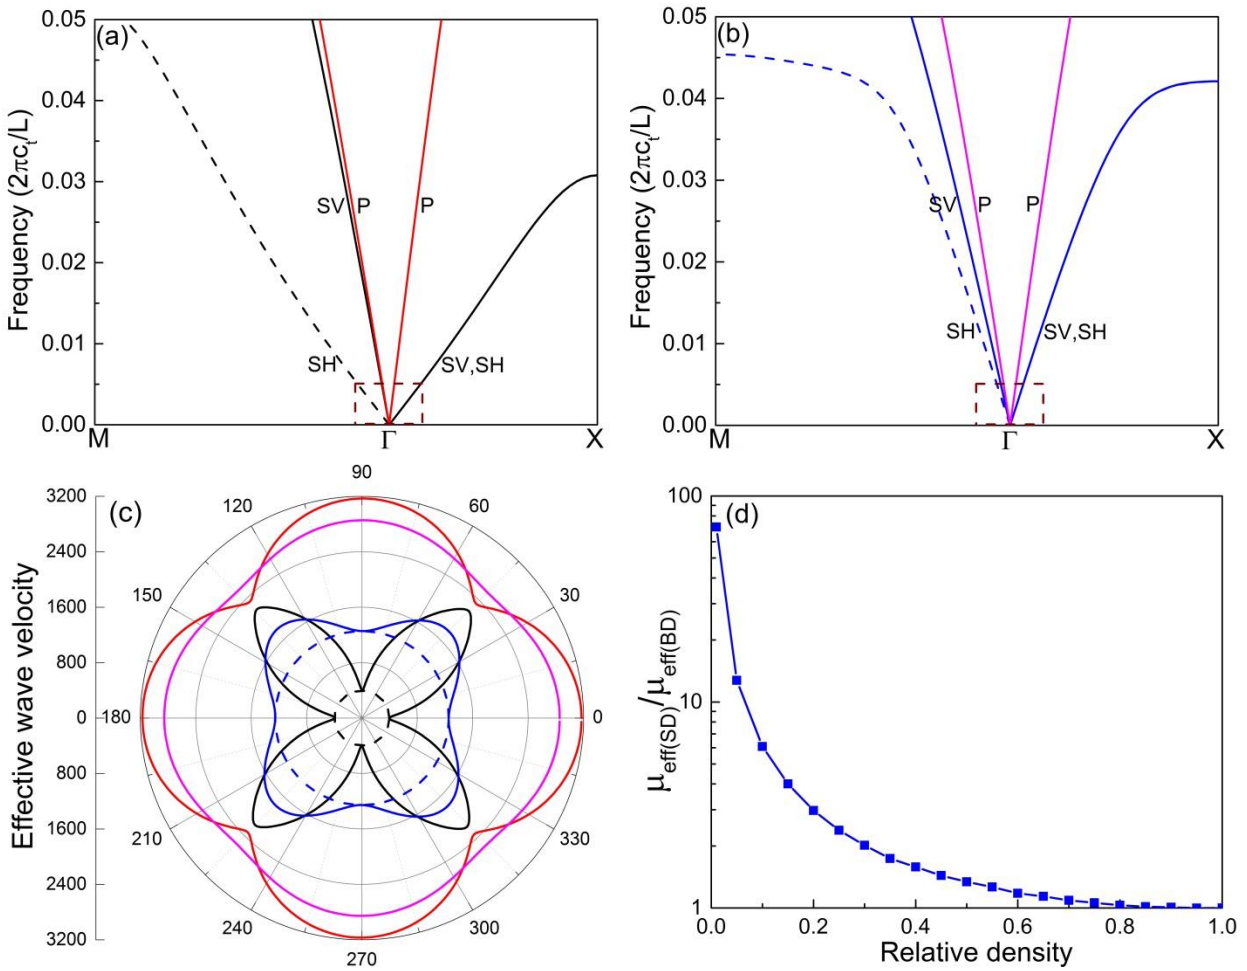 (a)
Frequency (2πcₜ/L)
0.05
0.04
0.03
0.02
0.01
0.00
SV P P
SH SV,SH
M Γ X
(b)
Frequency (2πcₜ/L)
0.05
0.04
0.03
0.02
0.01
0.00
SV P P
SH SV,SH
M Γ X
(c)
Effective wave velocity
3200
2400
1600
800
0
800
1600
2400
3200
90
120 60
150 30
180 0
210 330
240 300
270
(d)
μeff(SD)/μeff(BD)
100
10
1
0.0 0.2 0.4 0.6 0.8 1.0
Relative density